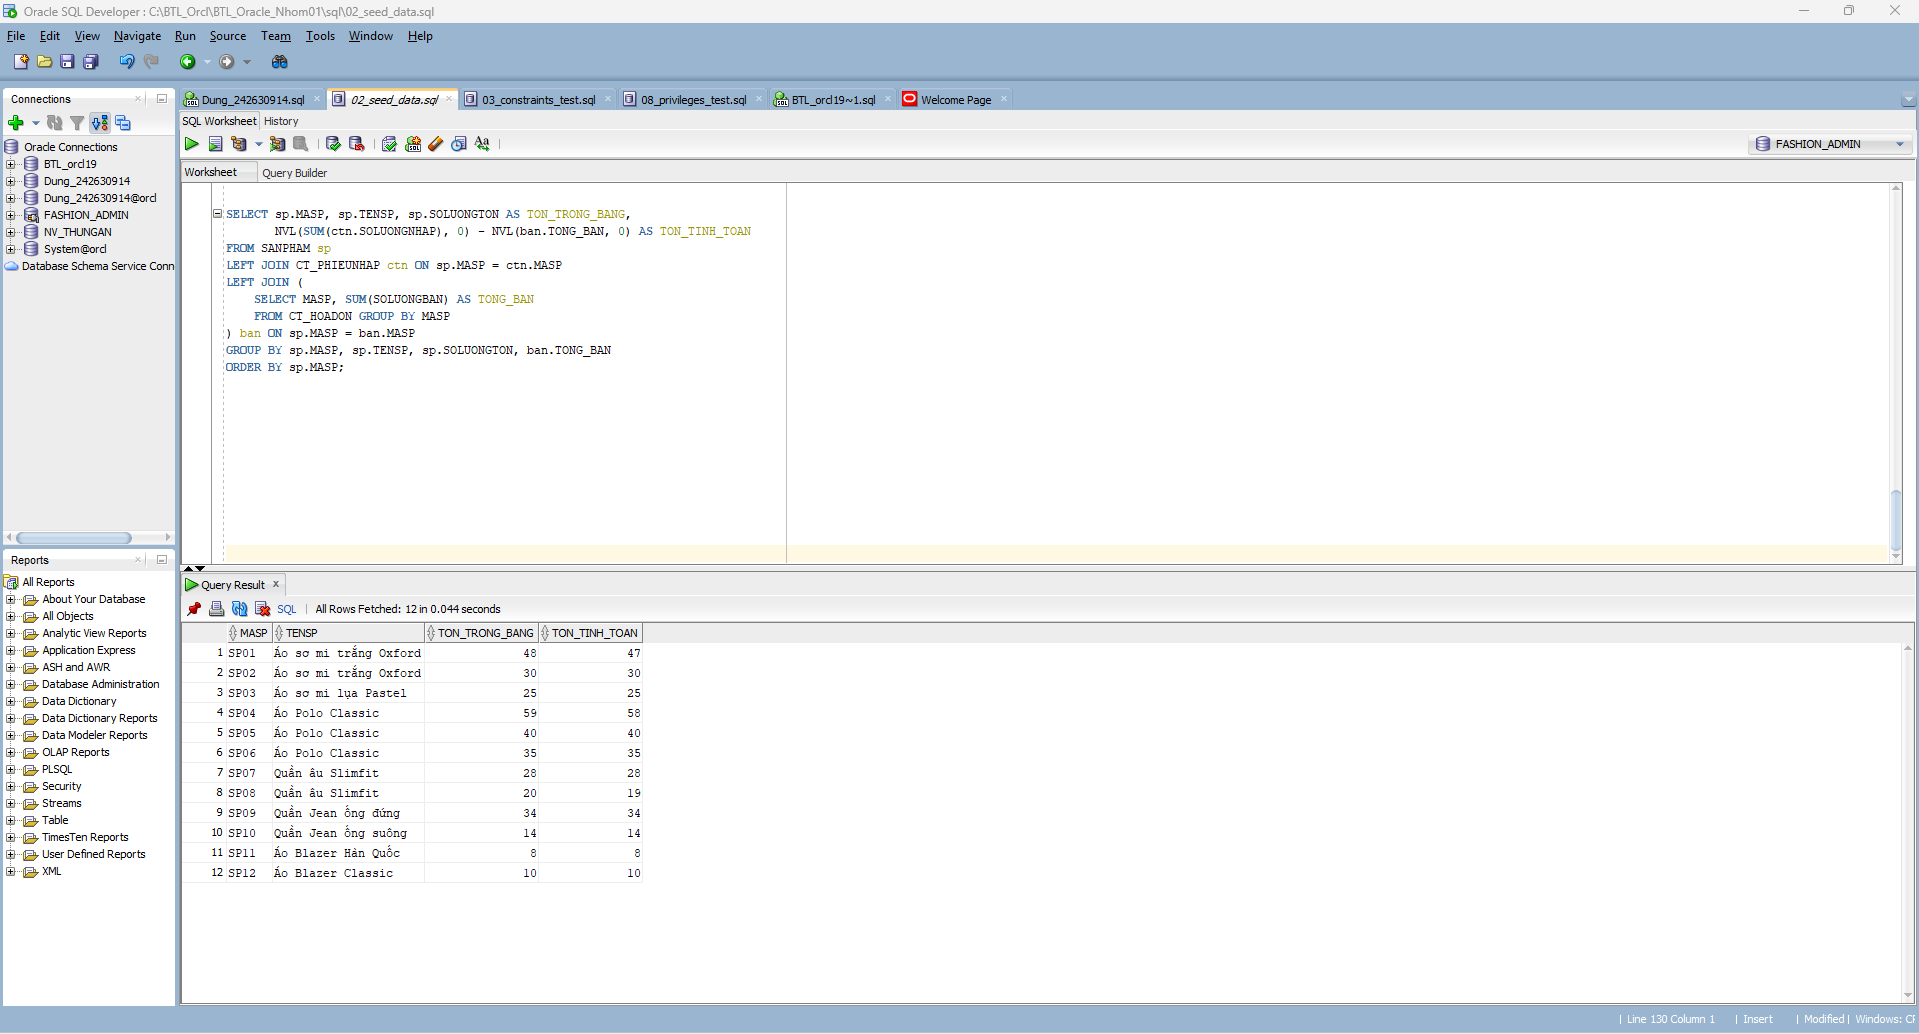 Oracle SQL Developer : C:\BTL_Orcl\BTL_Oracle_Nhom01\sql\02_seed_data.sql
File Edit View Navigate Run Source Team Tools Window Help
Connections
Oracle Connections
BTL_orcl19
Dung_242630914
Dung_242630914@orcl
FASHION_ADMIN
NV_THUNGAN
System@orcl
Database Schema Service Conn
Reports
All Reports
About Your Database
All Objects
Analytic View Reports
Application Express
ASH and AWR
Database Administration
Data Dictionary
Data Dictionary Reports
Data Modeler Reports
OLAP Reports
PLSQL
Security
Streams
Table
TimesTen Reports
User Defined Reports
XML
Dung_242630914.sql 02_seed_data.sql 03_constraints_test.sql 08_privileges_test.sql BTL_orcl19~1.sql Welcome Page
SQL Worksheet History
FASHION_ADMIN
Worksheet Query Builder
SELECT sp.MASP, sp.TENSP, sp.SOLUONGTON AS TON_TRONG_BANG,
NVL(SUM(ctn.SOLUONGNHAP), 0) - NVL(ban.TONG_BAN, 0) AS TON_TINH_TOAN
FROM SANPHAM sp
LEFT JOIN CT_PHIEUNHAP ctn ON sp.MASP = ctn.MASP
LEFT JOIN (
SELECT MASP, SUM(SOLUONGBAN) AS TONG_BAN
FROM CT_HOADON GROUP BY MASP
) ban ON sp.MASP = ban.MASP
GROUP BY sp.MASP, sp.TENSP, sp.SOLUONGTON, ban.TONG_BAN
ORDER BY sp.MASP;
Query Result
SQL All Rows Fetched: 12 in 0.044 seconds
MASP TENSP TON_TRONG_BANG TON_TINH_TOAN
1 SP01 Áo sơ mi trắng Oxford 48 47
2 SP02 Áo sơ mi trắng Oxford 30 30
3 SP03 Áo sơ mi lụa Pastel 25 25
4 SP04 Áo Polo Classic 59 58
5 SP05 Áo Polo Classic 40 40
6 SP06 Áo Polo Classic 35 35
7 SP07 Quần âu Slimfit 28 28
8 SP08 Quần âu Slimfit 20 19
9 SP09 Quần Jean ống đứng 34 34
10 SP10 Quần Jean ống suông 14 14
11 SP11 Áo Blazer Hàn Quốc 8 8
12 SP12 Áo Blazer Classic 10 10
Line 130 Column 1 Insert Modified Windows: CF